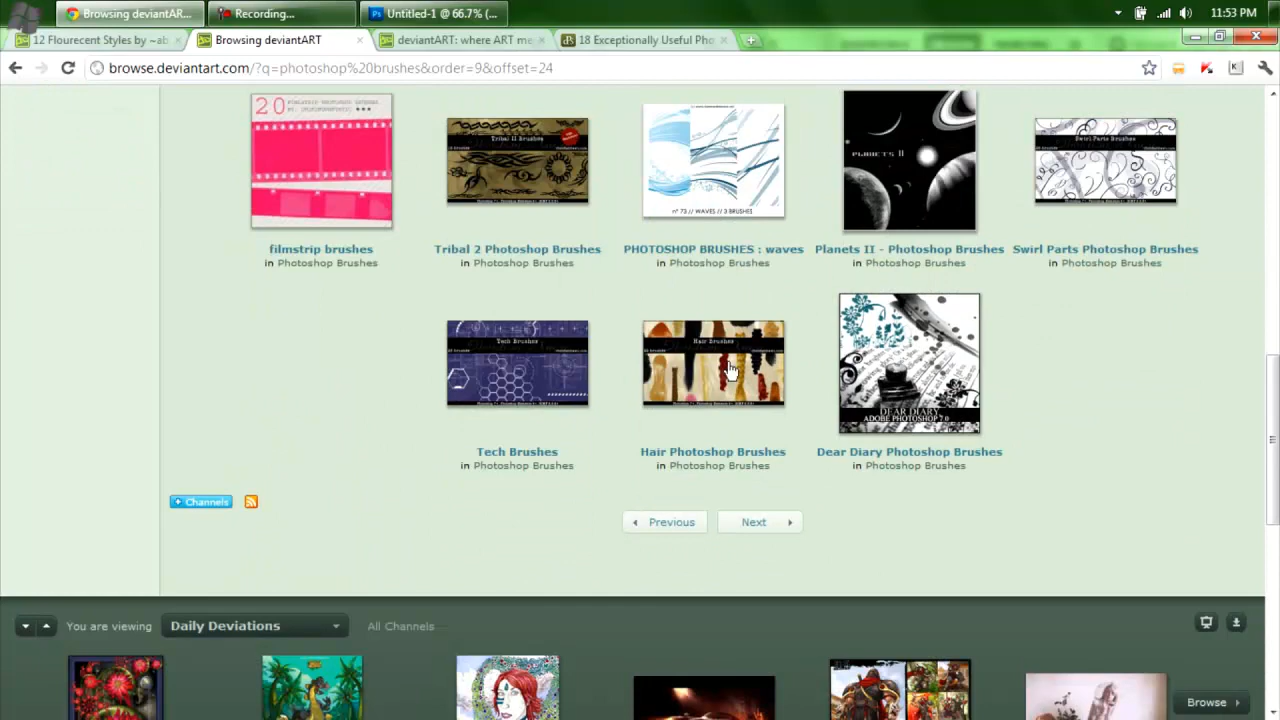 Browsing deviantAR...
Recording...
Untitled-1 @ 66.7% (...
11:53 PM
12 Flourecent Styles by ~ab
Browsing deviantART
deviantART: where ART me
18 Exceptionally Useful Pho
browse.deviantart.com/?q=photoshop%20brushes&order=9&offset=24
20
Tribal II Brushes
PLANETS II
Swirl Parts Brushes
n° 73 // WAVES // 3 BRUSHES
filmstrip brushes
Tribal 2 Photoshop Brushes
PHOTOSHOP BRUSHES : waves
Planets II - Photoshop Brushes
Swirl Parts Photoshop Brushes
in Photoshop Brushes
in Photoshop Brushes
in Photoshop Brushes
in Photoshop Brushes
in Photoshop Brushes
Tech Brushes
Hair Brushes
DEAR DIARY
ADOBE PHOTOSHOP 7.0
Tech Brushes
Hair Photoshop Brushes
Dear Diary Photoshop Brushes
in Photoshop Brushes
in Photoshop Brushes
in Photoshop Brushes
+ Channels
Previous
Next
You are viewing
Daily Deviations
All Channels
Browse